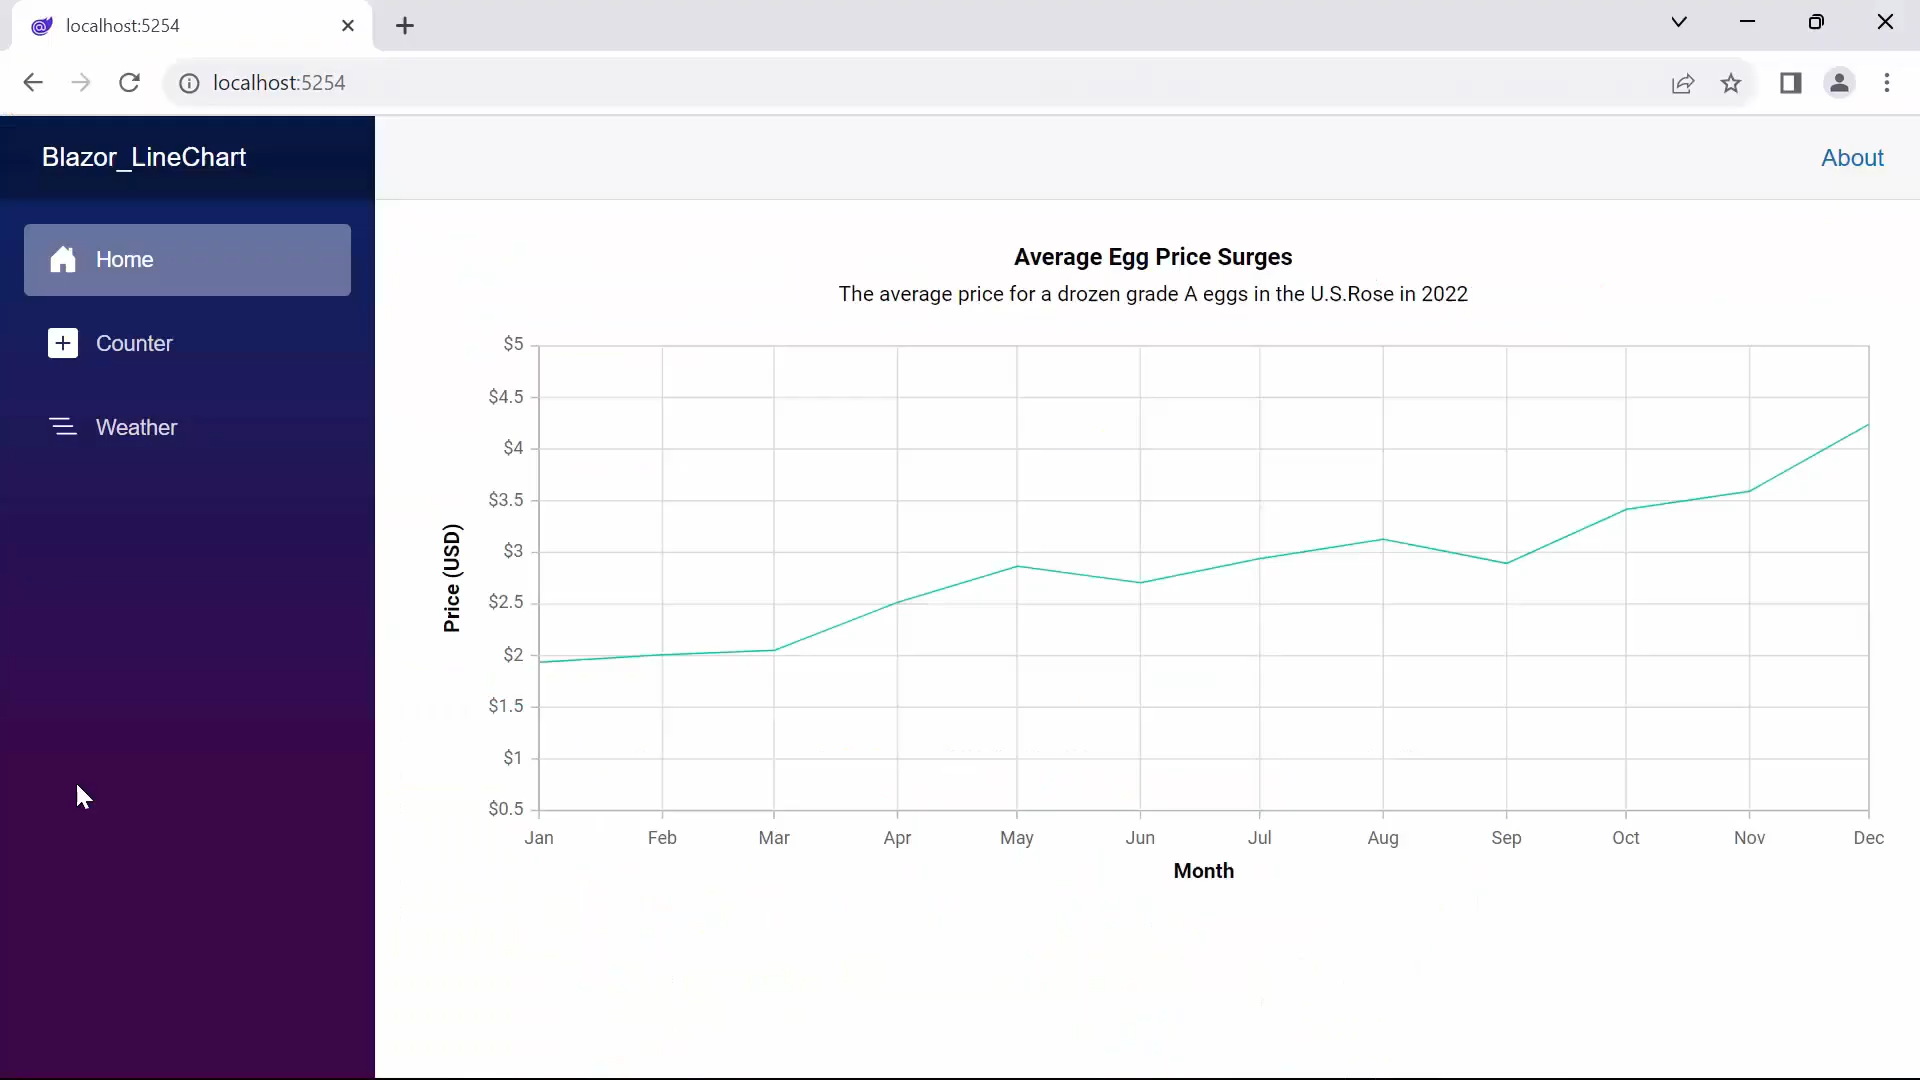 localhost:5254
localhost:5254
Blazor_LineChart
About
Home
Counter
Weather
Average Egg Price Surges
The average price for a drozen grade A eggs in the U.S.Rose in 2022
$5
$4.5
$4
$3.5
$3
$2.5
$2
$1.5
$1
$0.5
Price (USD)
Jan Feb Mar Apr May Jun Jul Aug Sep Oct Nov Dec
Month